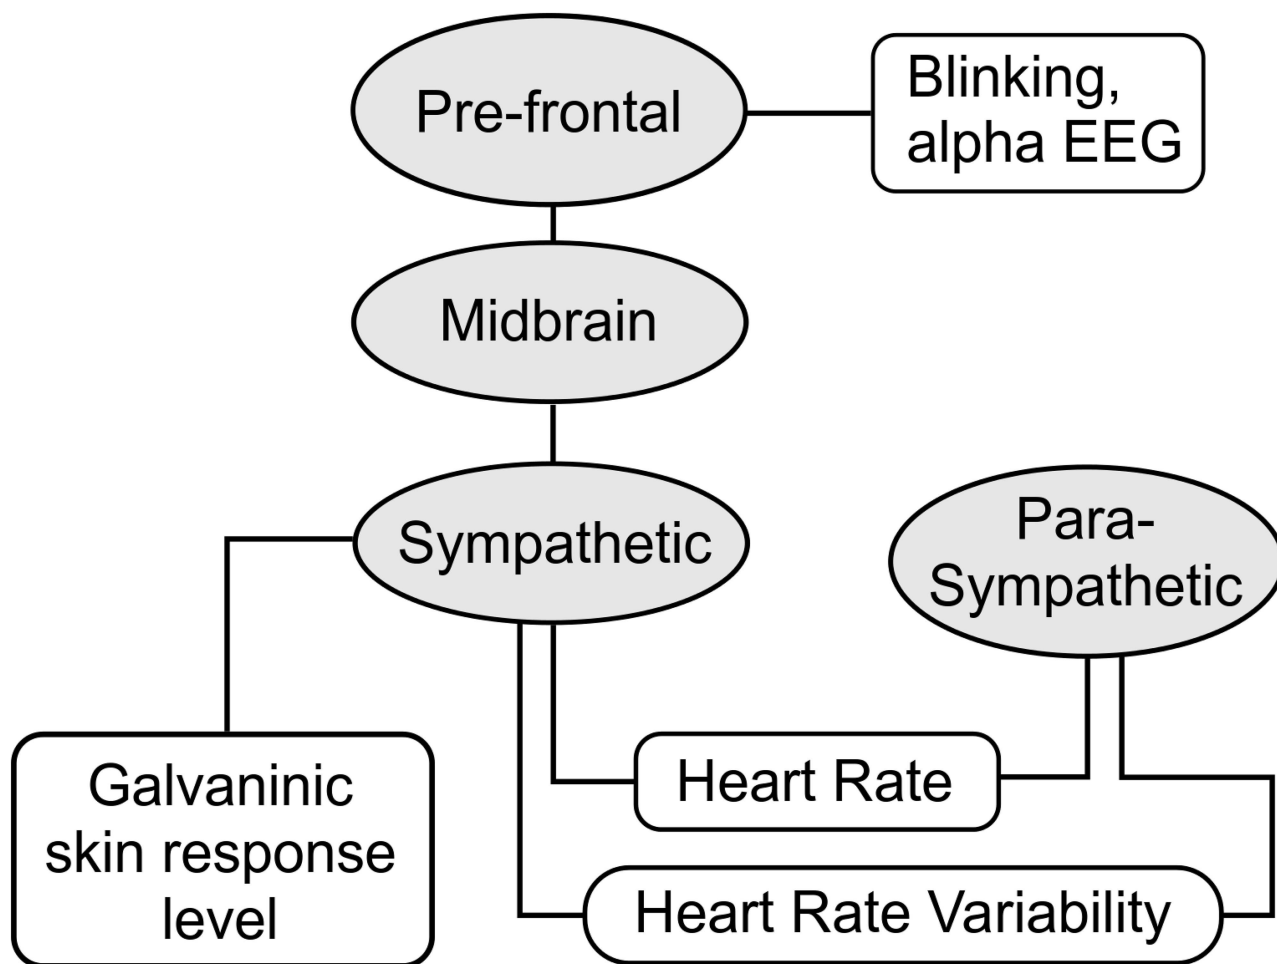 Pre-frontal
Blinking,
alpha EEG
Midbrain
Sympathetic
Para-
Sympathetic
Galvaninic
skin response
level
Heart Rate
Heart Rate Variability